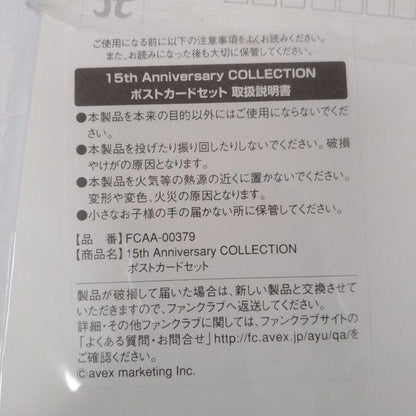 ご使用になる前に以下の注意事項をよくお読みください。
また、お読みになった後も大切に保管してください。
15th Anniversary COLLECTION
ポストカードセット 取扱説明書
●本製品を本来の目的以外にはご使用にならないでくだ
さい。
●本製品を投げたり振り回したりしないでください。破損
やけがの原因となります。
●本製品を火気等の熱源の近くに置かないでください。
変形や変色、火災の原因となります。
●小さなお子様の手の届かない所に保管してください。
【品　番】FCAA-00379
【商品名】15th Anniversary COLLECTION
ポストカードセット
製品が破損して届いた場合は、新しい製品と交換させて
いただきますので、ファンクラブへ返送してください。
詳細・その他ファンクラブに関しては、ファンクラブサイトの
「よくある質問・お問合せ」http://fc.avex.jp/ayu/qa/を
ご確認ください。
©avex marketing Inc.